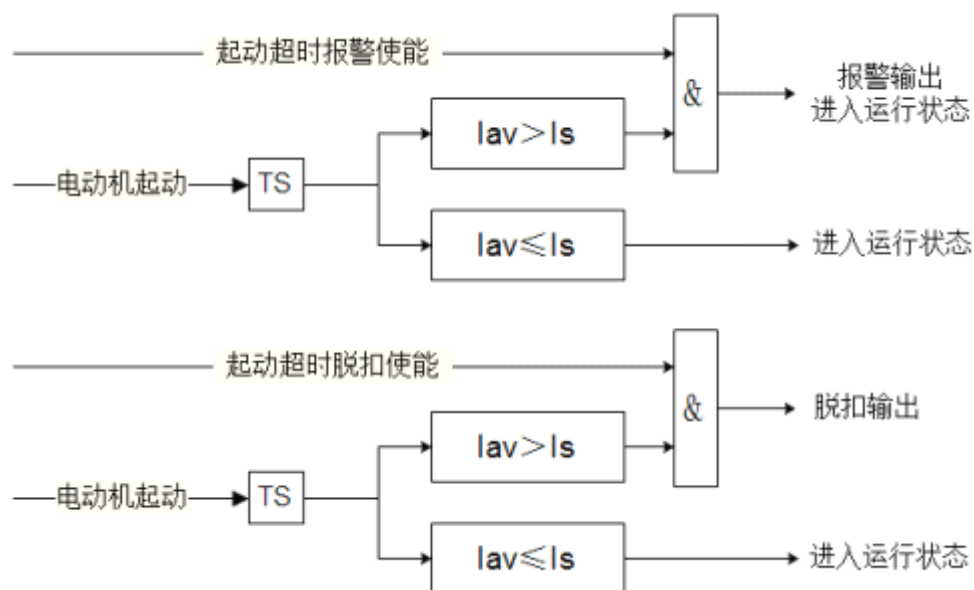 起动超时报警使能
&
报警输出
进入运行状态
Iav＞Is
电动机起动
TS
Iav≤Is
进入运行状态
起动超时脱扣使能
&
脱扣输出
Iav＞Is
电动机起动
TS
Iav≤Is
进入运行状态